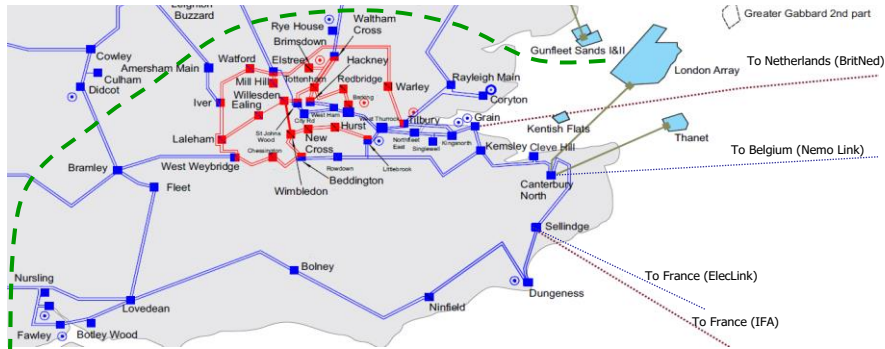 Leighton
Buzzard
Rye House
Waltham
Cross
Brimsdown
Greater Gabbard 2nd part
Cowley
Culham
Didcot
Amersham Main
Watford
Elstree
Hackney
Tottenham
Redbridge
Mill Hill
Willesden
Ealing
Iver
Warley
Rayleigh Main
Coryton
Gunfleet Sands I&II
London Array
To Netherlands (BritNed)
Barking
West Ham
City Rd
St Johns
Wood
West Thurrock
Tilbury
Grain
Kentish Flats
Thanet
Laleham
New
Cross
Hurst
Northfleet
East
Singlewell
Kingsnorth
Kemsley
Cleve Hill
To Belgium (Nemo Link)
Chessington
Rowdown
Littlebrook
Bramley
West Weybridge
Fleet
Wimbledon
Beddington
Canterbury
North
Sellindge
To France (ElecLink)
To France (IFA)
Nursling
Bolney
Dungeness
Lovedean
Ninfield
Fawley
Botley Wood